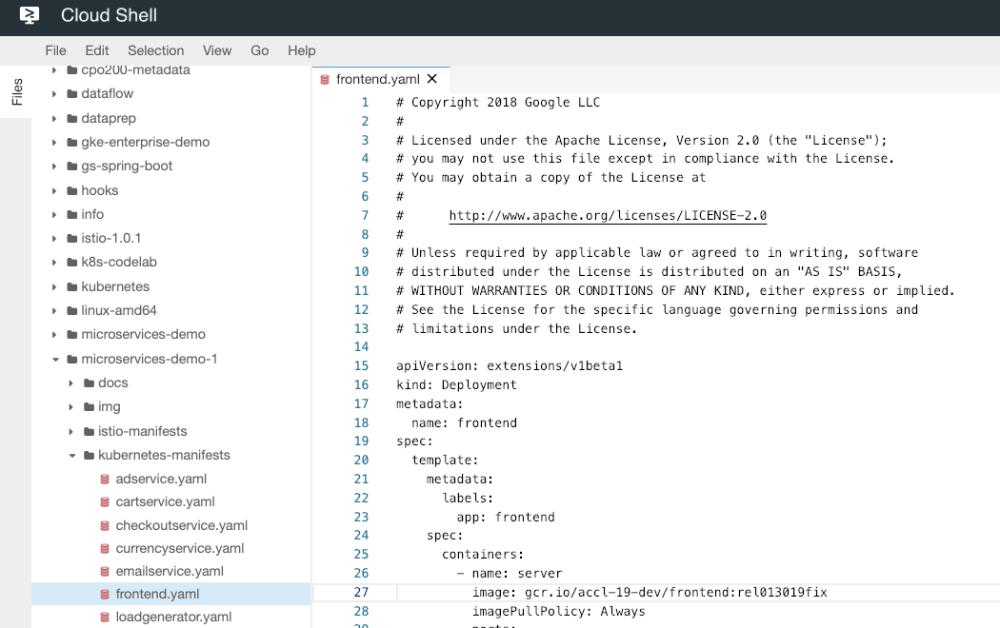 Cloud Shell
File Edit Selection View Go Help
Files
cpo200-metadata
dataflow
dataprep
gke-enterprise-demo
gs-spring-boot
hooks
info
istio-1.0.1
k8s-codelab
kubernetes
linux-amd64
microservices-demo
microservices-demo-1
docs
img
istio-manifests
kubernetes-manifests
adservice.yaml
cartservice.yaml
checkoutservice.yaml
currencyservice.yaml
emailservice.yaml
frontend.yaml
loadgenerator.yaml
frontend.yaml
1 # Copyright 2018 Google LLC
2 #
3 # Licensed under the Apache License, Version 2.0 (the "License");
4 # you may not use this file except in compliance with the License.
5 # You may obtain a copy of the License at
6 #
7 #      http://www.apache.org/licenses/LICENSE-2.0
8 #
9 # Unless required by applicable law or agreed to in writing, software
10 # distributed under the License is distributed on an "AS IS" BASIS,
11 # WITHOUT WARRANTIES OR CONDITIONS OF ANY KIND, either express or implied.
12 # See the License for the specific language governing permissions and
13 # limitations under the License.
14
15 apiVersion: extensions/v1beta1
16 kind: Deployment
17 metadata:
18   name: frontend
19 spec:
20   template:
21     metadata:
22       labels:
23         app: frontend
24     spec:
25       containers:
26         - name: server
27           image: gcr.io/accl-19-dev/frontend:rel013019fix
28           imagePullPolicy: Always
29           ports: